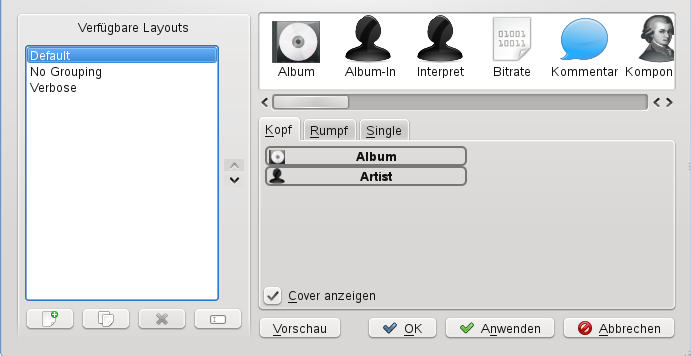 Verfügbare Layouts
Default
No Grouping
Verbose
01001
10011
Album
Album-In
Interpret
Bitrate
Kommentar
Kompon
Kopf
Rumpf
Single
Album
Artist
Cover anzeigen
Vorschau
OK
Anwenden
Abbrechen